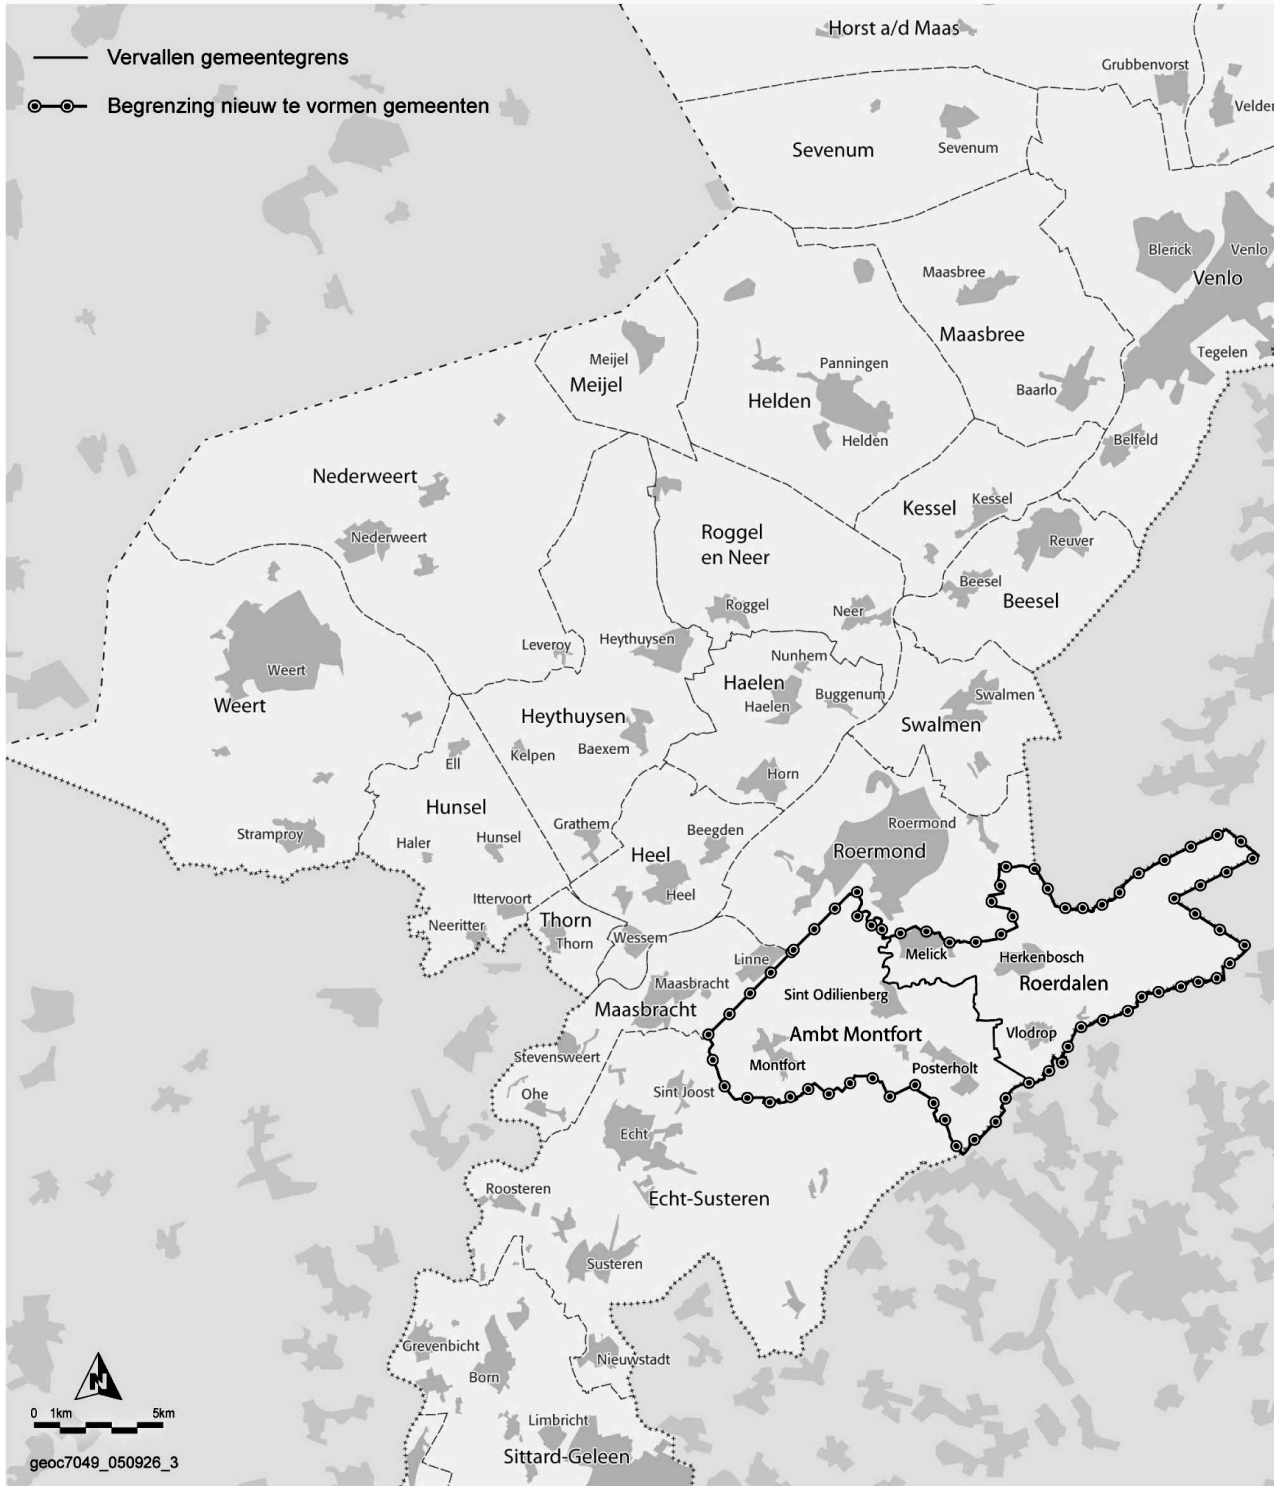 Vervallen gemeentegrens
Begrenzing nieuw te vormen gemeenten
Horst a/d Maas
Grubbenvorst
Velden
Sevenum
Sevenum
Blerick
Venlo
Venlo
Maasbree
Maasbree
Tegelen
Meijel
Meijel
Panningen
Helden
Helden
Baarlo
Belfeld
Nederweert
Nederweert
Kessel
Kessel
Roggel
en Neer
Reuver
Beesel
Beesel
Roggel
Neer
Leveroy
Heythuysen
Nunhem
Haelen
Haelen
Buggenum
Swalmen
Swalmen
Weert
Weert
Heythuysen
Ell
Kelpen
Baexem
Horn
Hunsel
Stramproy
Haler
Hunsel
Grathem
Beegden
Roermond
Roermond
Heel
Heel
Ittervoort
Neeritter
Thorn
Thorn
Wessem
Linne
Melick
Herkenbosch
Roerdalen
Maasbracht
Maasbracht
Sint Odilienberg
Ambt Montfort
Vlodrop
Stevensweert
Montfort
Posterholt
Ohe
Sint Joost
Echt
Roosteren
Echt-Susteren
Susteren
Grevenbicht
Nieuwstadt
Born
Limbricht
Sittard-Geleen
N
0 1km 5km
geoc7049_050926_3